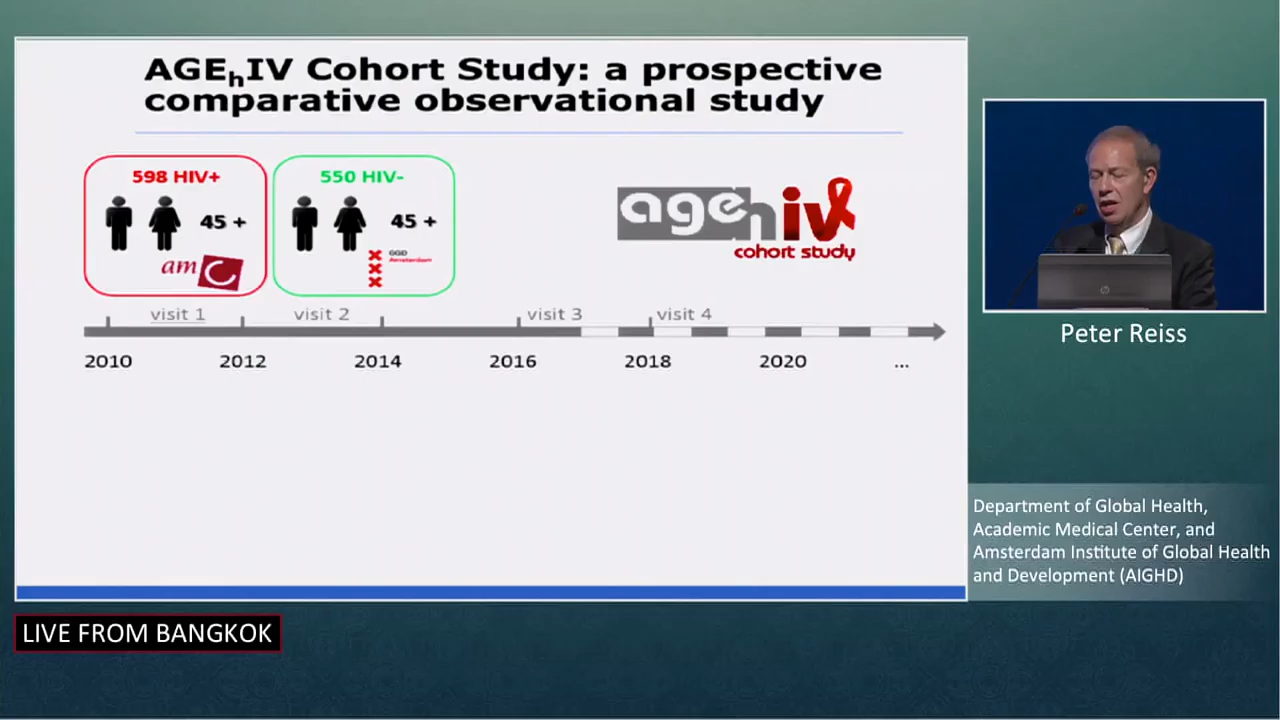 AGEhIV Cohort Study: a prospective
comparative observational study
598 HIV+
45 +
amC
550 HIV-
45 +
GGD
Amsterdam
agehiv
cohort study
visit 1
visit 2
visit 3
visit 4
2010
2012
2014
2016
2018
2020
...
Peter Reiss
Department of Global Health,
Academic Medical Center, and
Amsterdam Institute of Global Health
and Development (AIGHD)
LIVE FROM BANGKOK